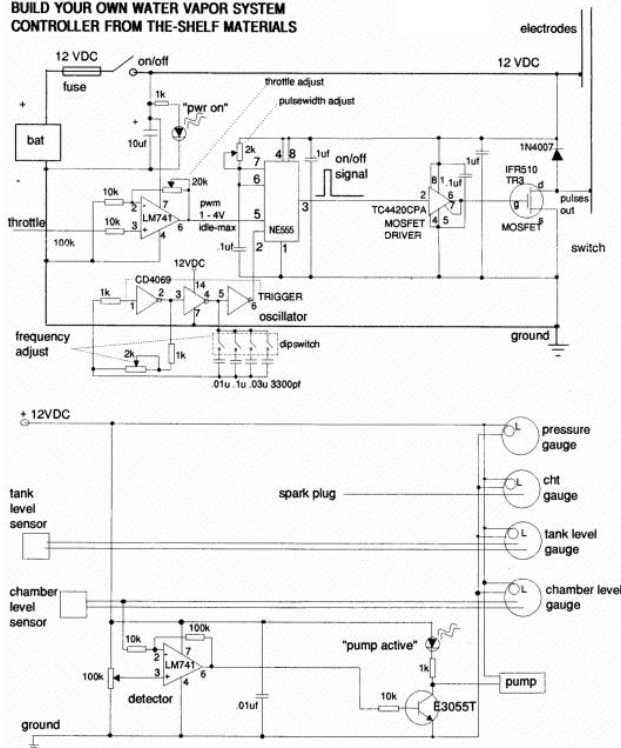 BUILD YOUR OWN WATER VAPOR SYSTEM
CONTROLLER FROM THE-SHELF MATERIALS
electrodes
12 VDC
on/off
12 VDC
fuse
throttle adjust
1k
"pwr on"
pulsewidth adjust
+
+
bat
10uf
2k
4 8
.1uf
on/off
signal
1N4007
7
6
IFR510
TR3
-
20k
10k
2
7
LM741
6
pwm
1 - 4V
idle-max
5
3
NE555
2
8 1
.1uf
2
6
7
TC4420CPA
4 5
MOSFET
DRIVER
d
g
s
pulses
out
MOSFET
throttle
10k
3
4
100k
.1uf
1
switch
12VDC
CD4069
14
1k
1
2
3
4
5
6
7
TRIGGER
oscillator
ground
frequency
adjust
2k
1k
dipswitch
.01u .1u .03u 3300pf
+ 12VDC
L
pressure
gauge
spark plug
L
cht
gauge
tank
level
sensor
L
tank level
gauge
chamber
level
sensor
L
chamber level
gauge
100k
10k
"pump active"
2
7
LM741
6
1k
100k
3
4
pump
detector
10k
.01uf
E3055T
ground